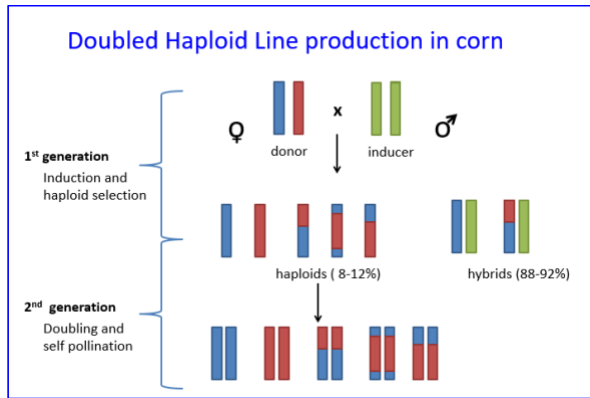 Doubled Haploid Line production in corn
♀
x
♂
donor
inducer
1st generation
Induction and
haploid selection
haploids ( 8-12%)
hybrids (88-92%)
2nd generation
Doubling and
self pollination